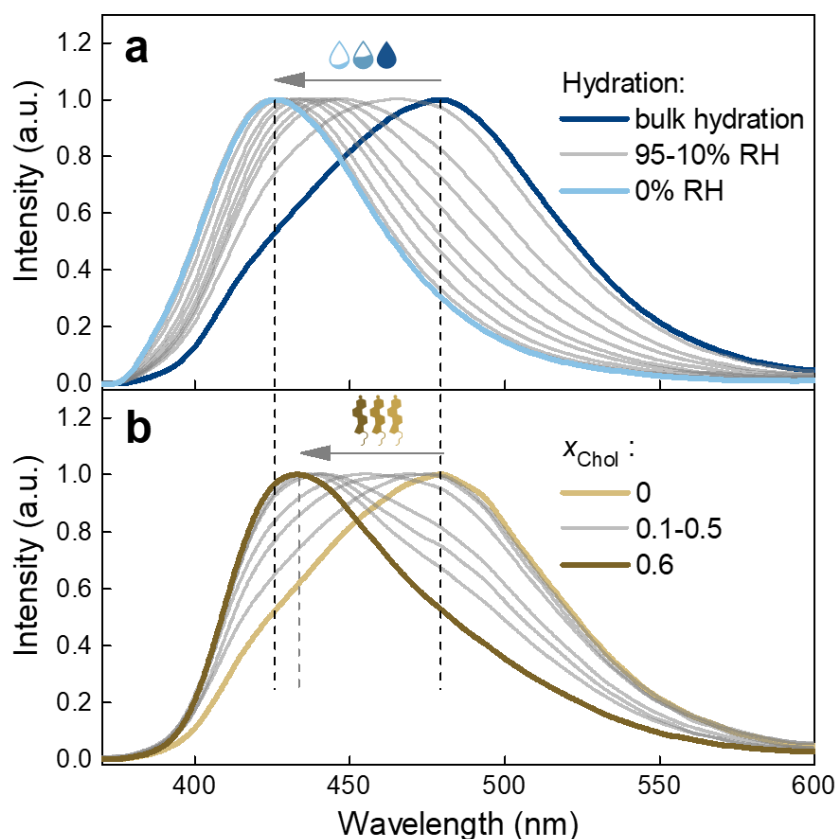 a
Hydration:
bulk hydration
95-10% RH
0% RH
Intensity (a.u.)
1.2
1.0
0.8
0.6
0.4
0.2
0.0
b
xChol :
0
0.1-0.5
0.6
Intensity (a.u.)
1.2
1.0
0.8
0.6
0.4
0.2
0.0
400 450 500 550 600
Wavelength (nm)